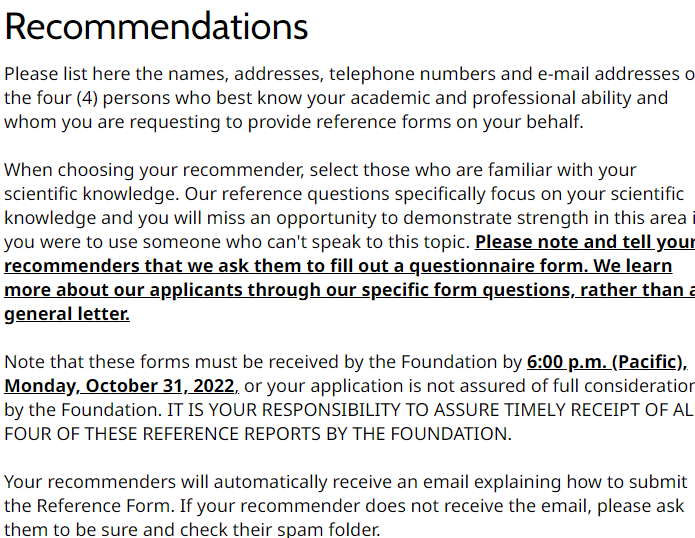 Recommendations
Please list here the names, addresses, telephone numbers and e-mail addresses o
the four (4) persons who best know your academic and professional ability and
whom you are requesting to provide reference forms on your behalf.
When choosing your recommender, select those who are familiar with your
scientific knowledge. Our reference questions specifically focus on your scientific
knowledge and you will miss an opportunity to demonstrate strength in this area i
you were to use someone who can't speak to this topic. Please note and tell your
recommenders that we ask them to fill out a questionnaire form. We learn
more about our applicants through our specific form questions, rather than a
general letter.
Note that these forms must be received by the Foundation by 6:00 p.m. (Pacific),
Monday, October 31, 2022, or your application is not assured of full consideration
by the Foundation. IT IS YOUR RESPONSIBILITY TO ASSURE TIMELY RECEIPT OF AL
FOUR OF THESE REFERENCE REPORTS BY THE FOUNDATION.
Your recommenders will automatically receive an email explaining how to submit
the Reference Form. If your recommender does not receive the email, please ask
them to be sure and check their spam folder.